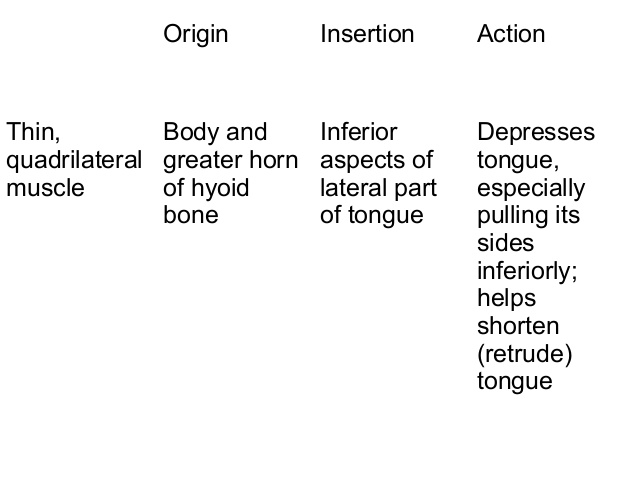 Origin Insertion Action
Thin, Body and Inferior Depresses
quadrilateral greater horn aspects of tongue,
muscle of hyoid lateral part especially
bone of tongue pulling its
sides
inferiorly;
helps
shorten
(retrude)
tongue